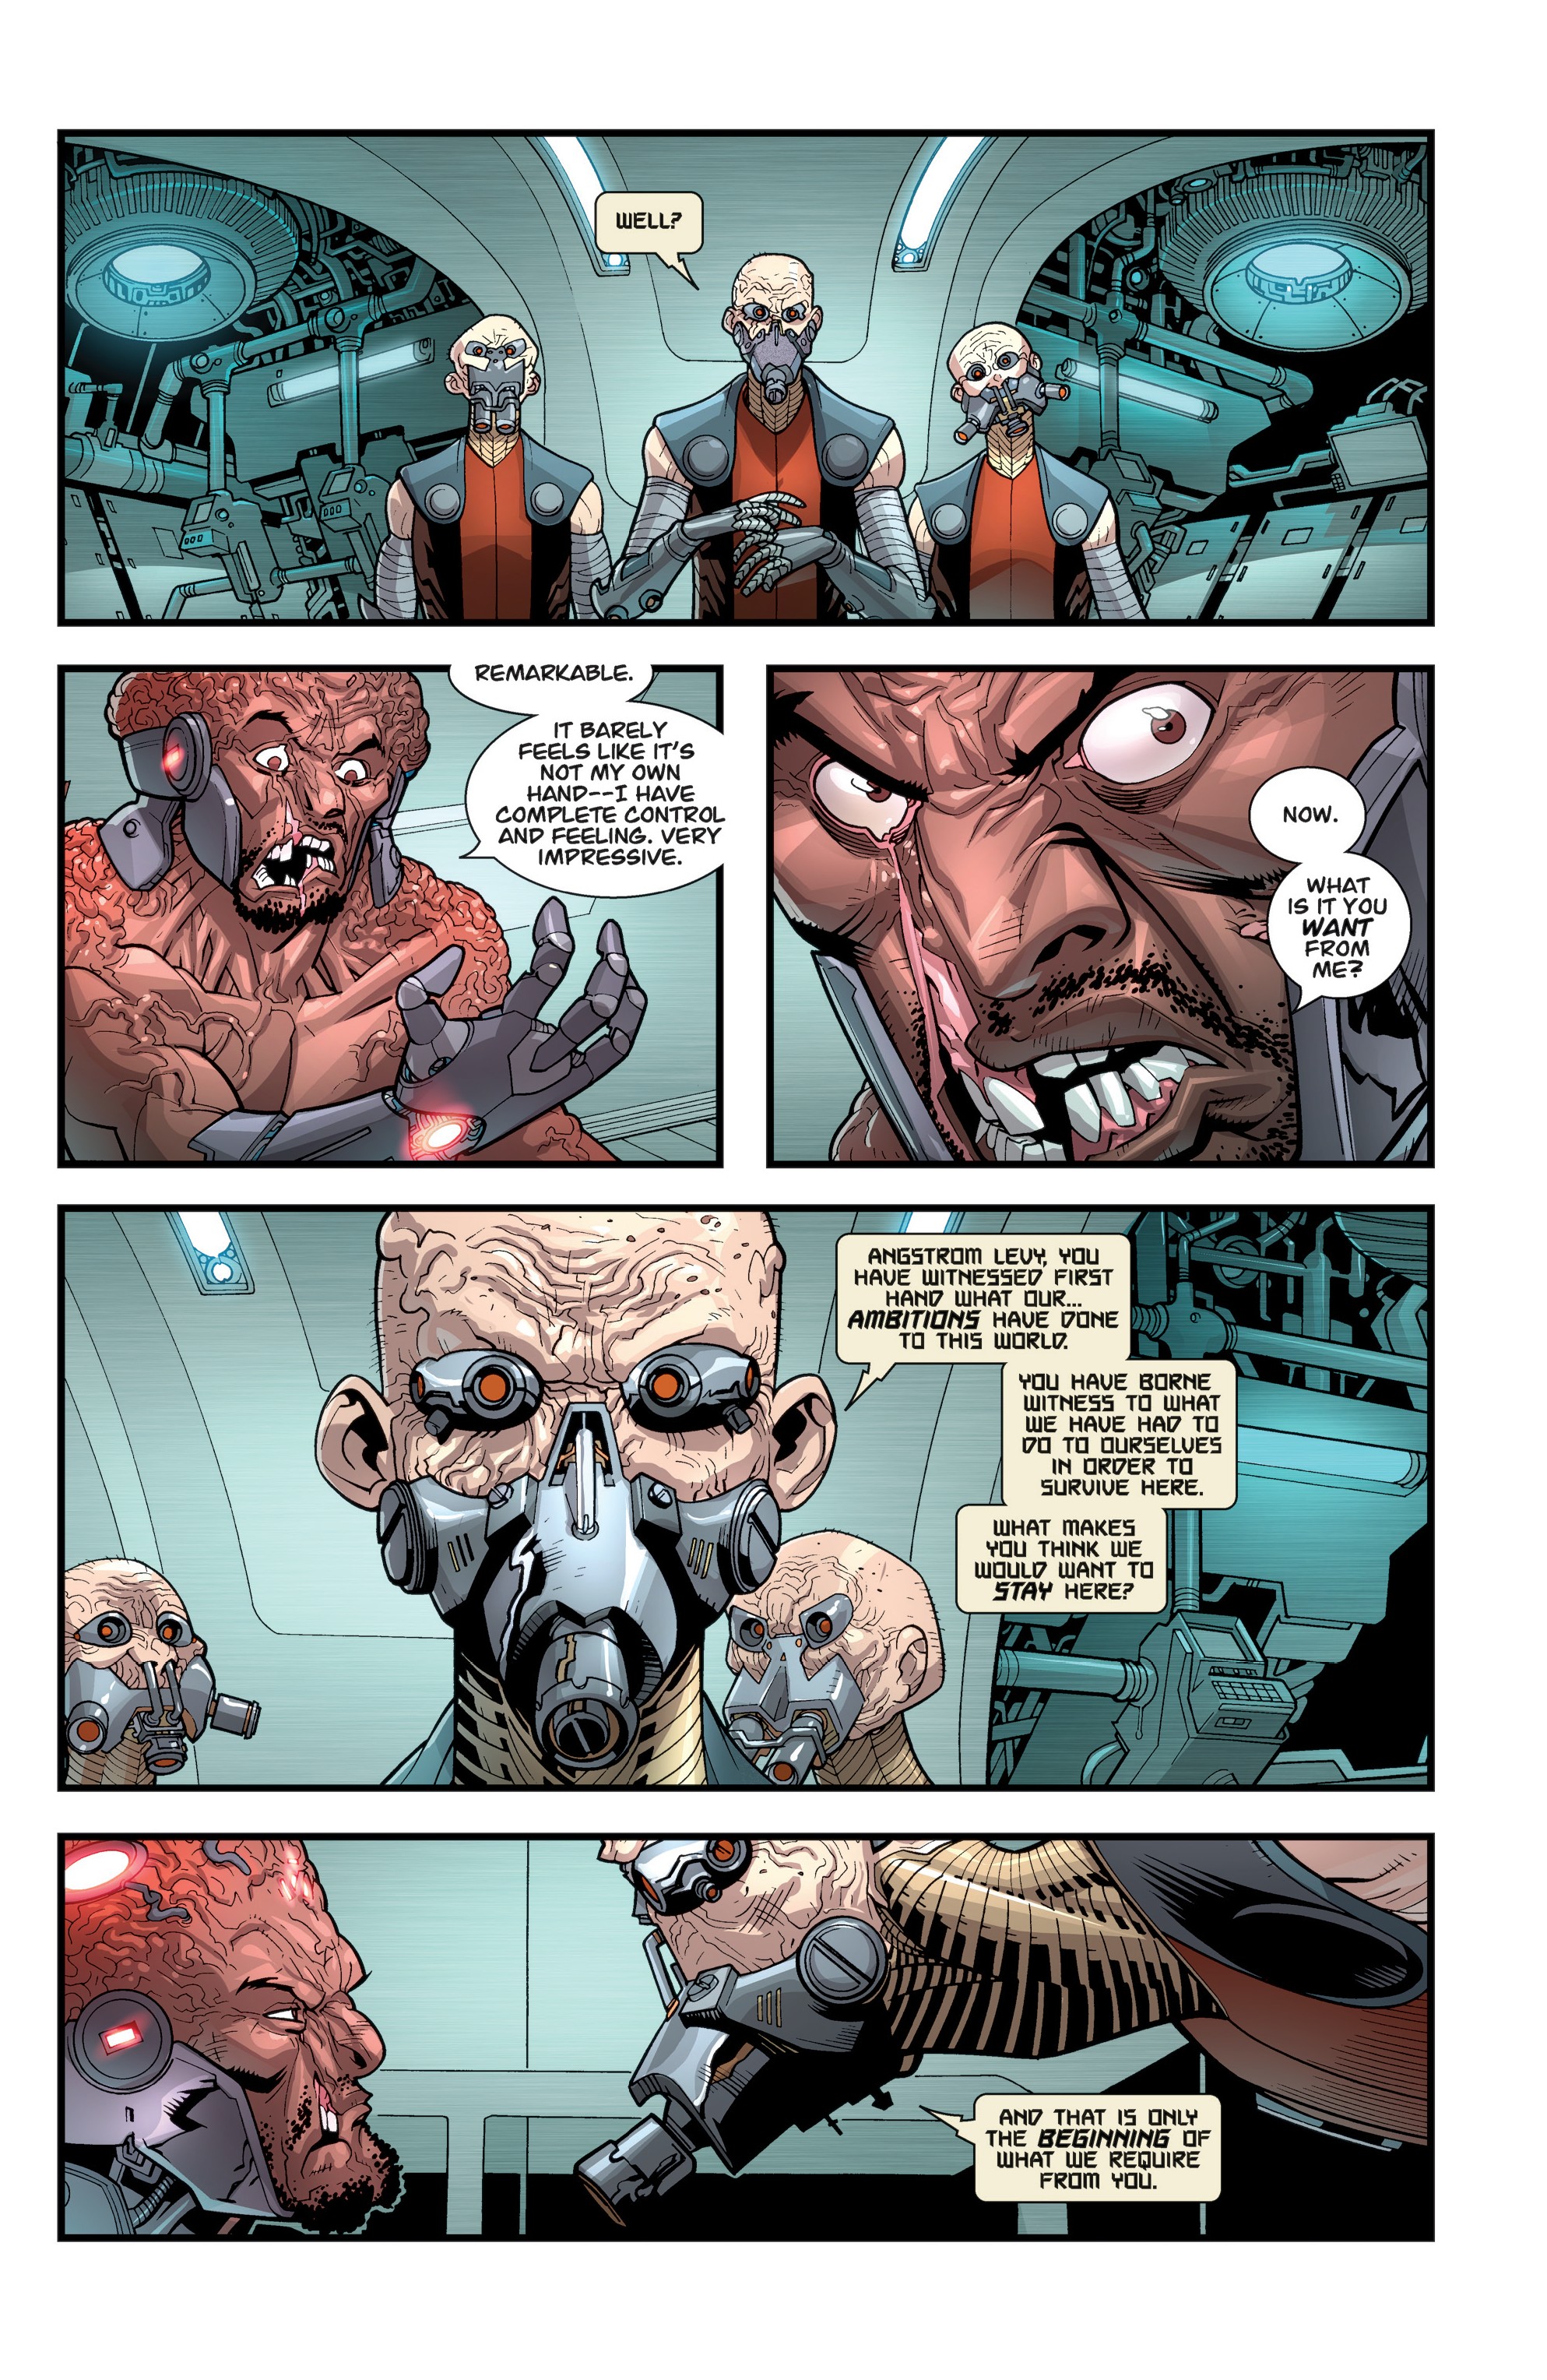 WELL?
REMARKABLE.
IT BARELY
FEELS LIKE IT'S
NOT MY OWN
HAND--I HAVE
COMPLETE CONTROL
AND FEELING. VERY
IMPRESSIVE.
NOW.
WHAT
IS IT YOU
WANT
FROM
ME?
ANGSTROM LEVY, YOU
HAVE WITNESSED FIRST
HAND WHAT OUR...
AMBITIONS HAVE DONE
TO THIS WORLD.
YOU HAVE BORNE
WITNESS TO WHAT
WE HAVE HAD TO
DO TO OURSELVES
IN ORDER TO
SURVIVE HERE.
WHAT MAKES
YOU THINK WE
WOULD WANT TO
STAY HERE?
AND THAT IS ONLY
THE BEGINNING OF
WHAT WE REQUIRE
FROM YOU.